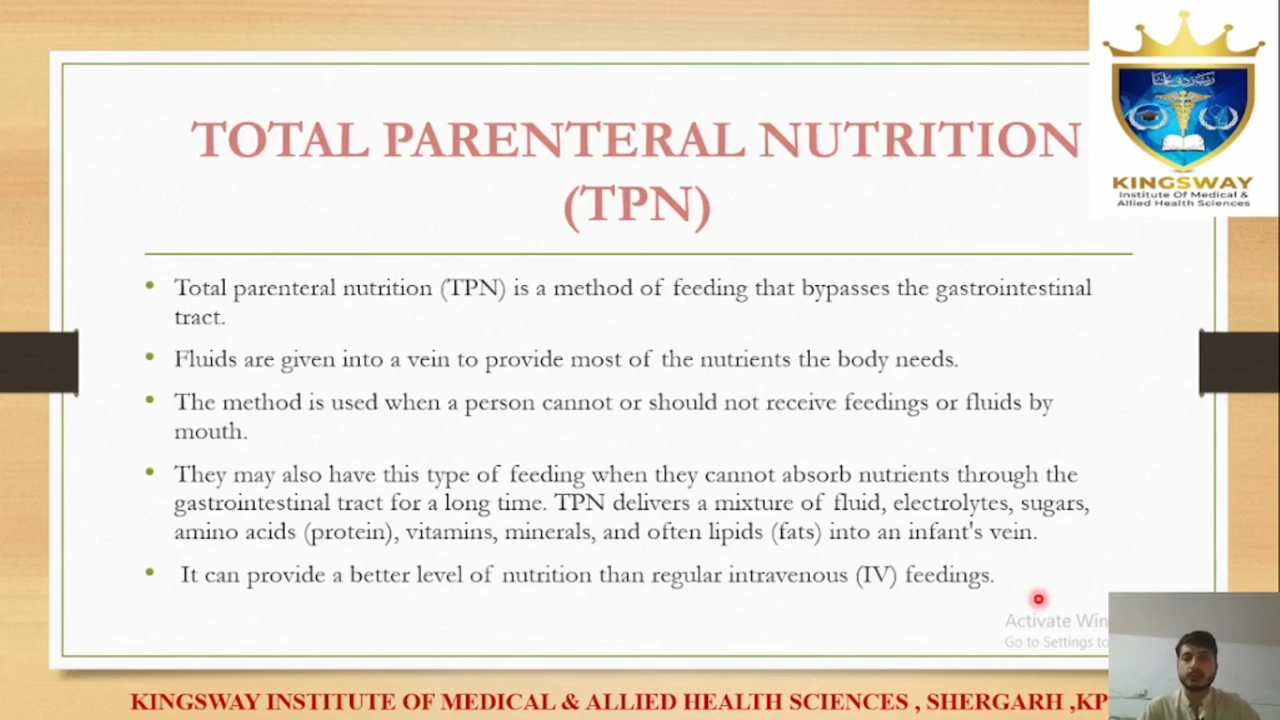 TOTAL PARENTERAL NUTRITION
(TPN)
KINGSWAY
Institute Of Medical &
Allied Health Sciences
• Total parenteral nutrition (TPN) is a method of feeding that bypasses the gastrointestinal
tract.
• Fluids are given into a vein to provide most of the nutrients the body needs.
• The method is used when a person cannot or should not receive feedings or fluids by
mouth.
• They may also have this type of feeding when they cannot absorb nutrients through the
gastrointestinal tract for a long time. TPN delivers a mixture of fluid, electrolytes, sugars,
amino acids (protein), vitamins, minerals, and often lipids (fats) into an infant's vein.
• It can provide a better level of nutrition than regular intravenous (IV) feedings.
Activate Win
Go to Settings to
KINGSWAY INSTITUTE OF MEDICAL & ALLIED HEALTH SCIENCES , SHERGARH ,KP